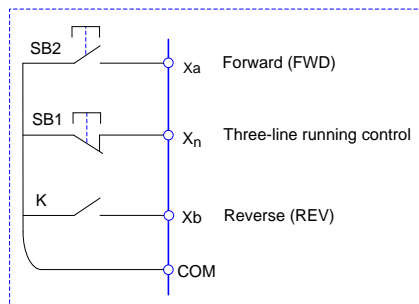 SB2
Xa Forward (FWD)
SB1
Xn Three-line running control
K
Xb Reverse (REV)
COM